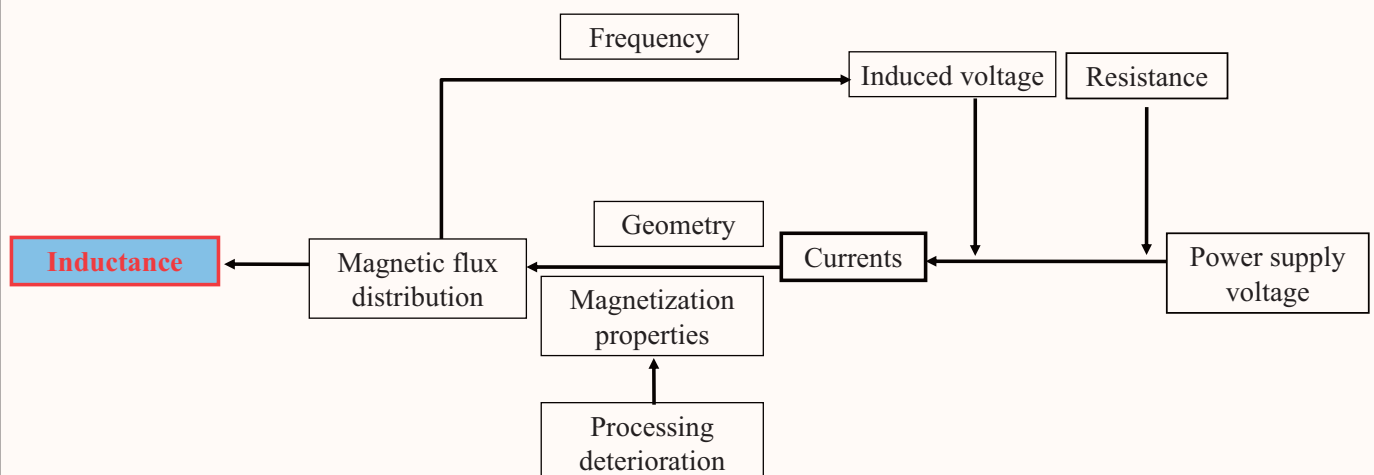 Frequency
Induced voltage
Resistance
Geometry
Inductance
Magnetic flux
distribution
Currents
Power supply
voltage
Magnetization
properties
Processing
deterioration